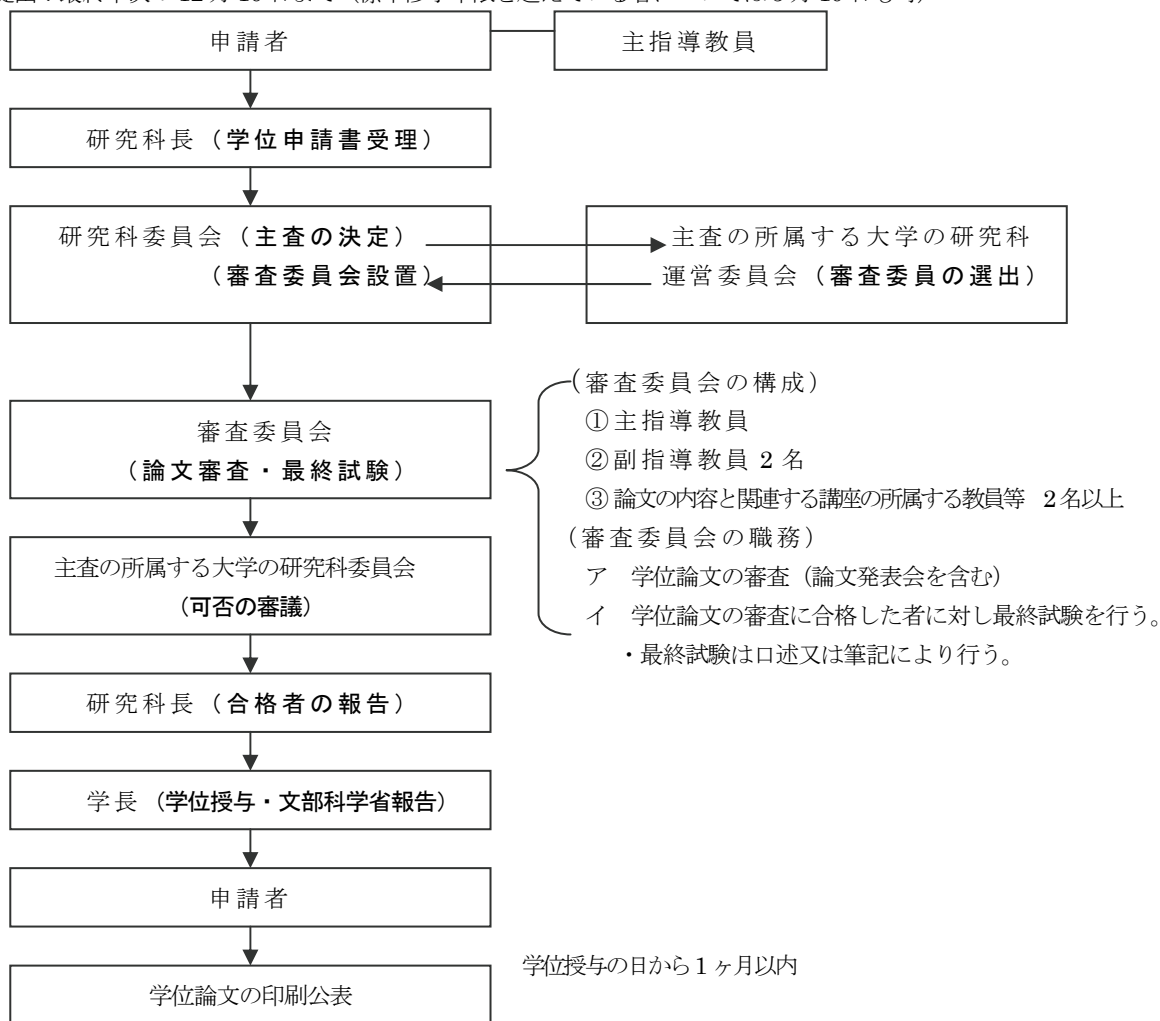 申請者
主指導教員
研究科長（学位申請書受理）
研究科委員会（主査の決定）
（審査委員会設置）
主査の所属する大学の研究科
運営委員会（審査委員の選出）
審査委員会
（論文審査・最終試験）
（審査委員会の構成）
①主指導教員
②副指導教員 2 名
③論文の内容と関連する講座の所属する教員等　2 名以上
（審査委員会の職務）
ア　学位論文の審査（論文発表会を含む）
イ　学位論文の審査に合格した者に対し最終試験を行う。
・最終試験は口述又は筆記により行う。
主査の所属する大学の研究科委員会
（可否の審議）
研究科長（合格者の報告）
学長（学位授与・文部科学省報告）
申請者
学位論文の印刷公表
学位授与の日から 1 ヶ月以内